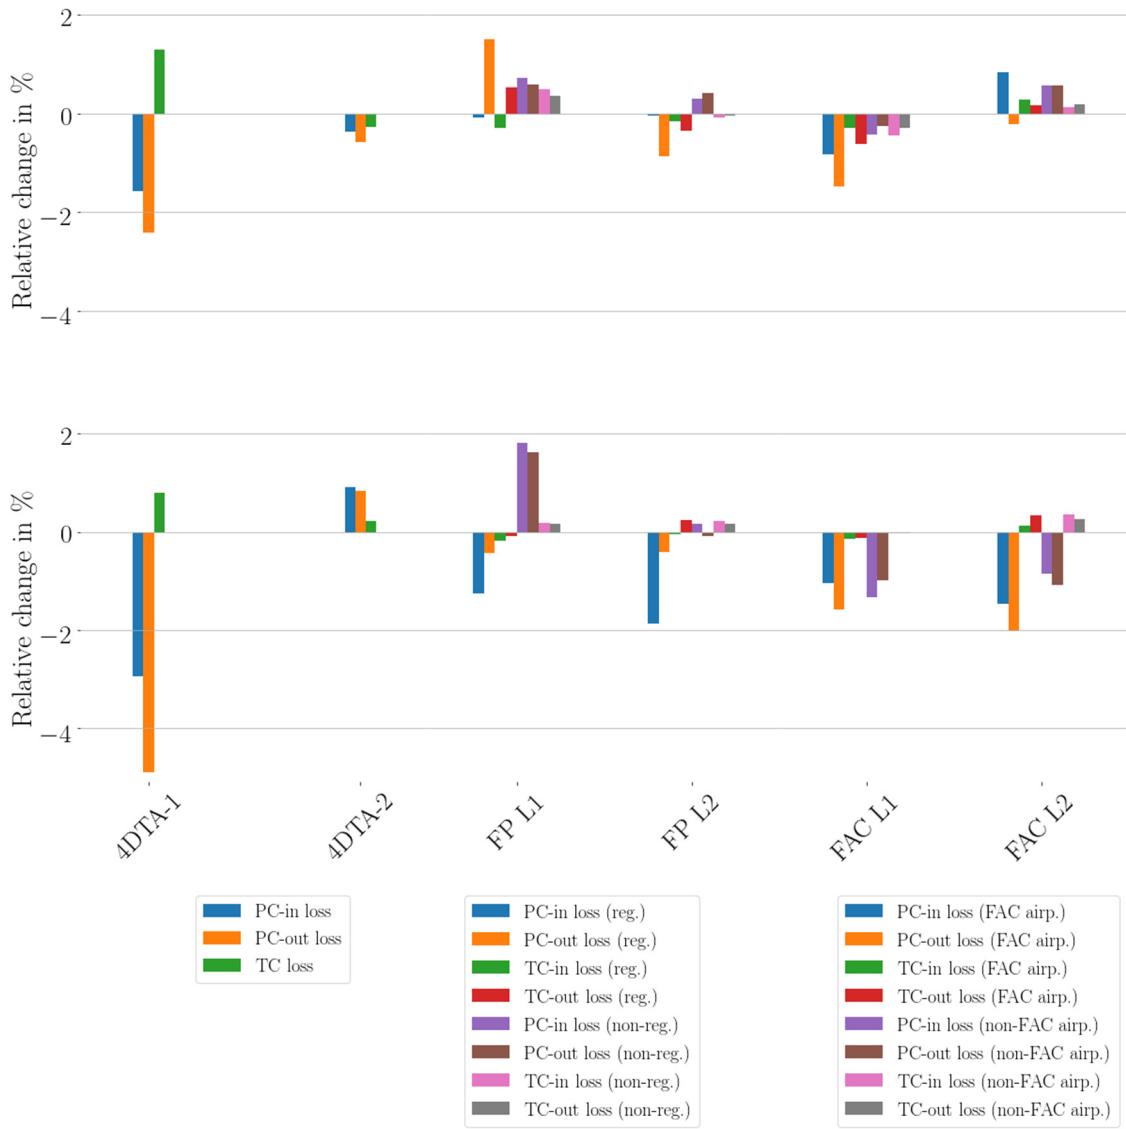 2
0
−2
−4
Relative change in %
2
0
−2
−4
Relative change in %
4DTA-1
4DTA-2
FP L1
FP L2
FAC L1
FAC L2
PC-in loss
PC-out loss
TC loss
PC-in loss (reg.)
PC-out loss (reg.)
TC-in loss (reg.)
TC-out loss (reg.)
PC-in loss (non-reg.)
PC-out loss (non-reg.)
TC-in loss (non-reg.)
TC-out loss (non-reg.)
PC-in loss (FAC airp.)
PC-out loss (FAC airp.)
TC-in loss (FAC airp.)
TC-out loss (FAC airp.)
PC-in loss (non-FAC airp.)
PC-out loss (non-FAC airp.)
TC-in loss (non-FAC airp.)
TC-out loss (non-FAC airp.)